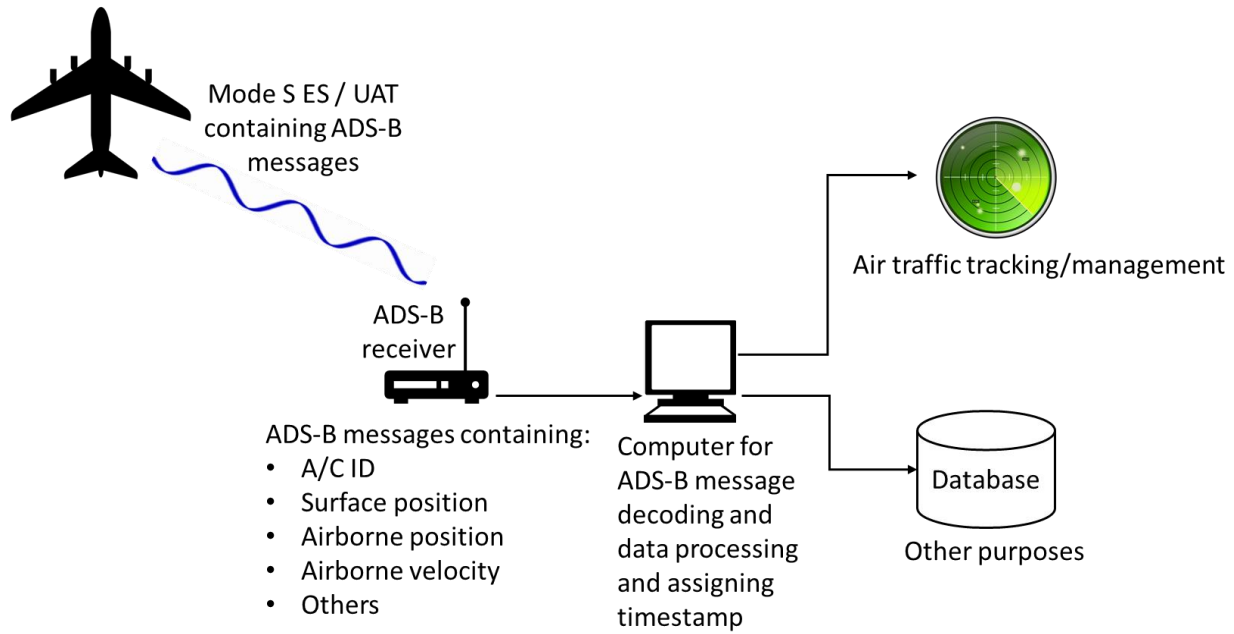 Mode S ES / UAT
containing ADS-B
messages
ADS-B
receiver
ADS-B messages containing:
• A/C ID
• Surface position
• Airborne position
• Airborne velocity
• Others
Computer for
ADS-B message
decoding and
data processing
and assigning
timestamp
Air traffic tracking/management
Database
Other purposes